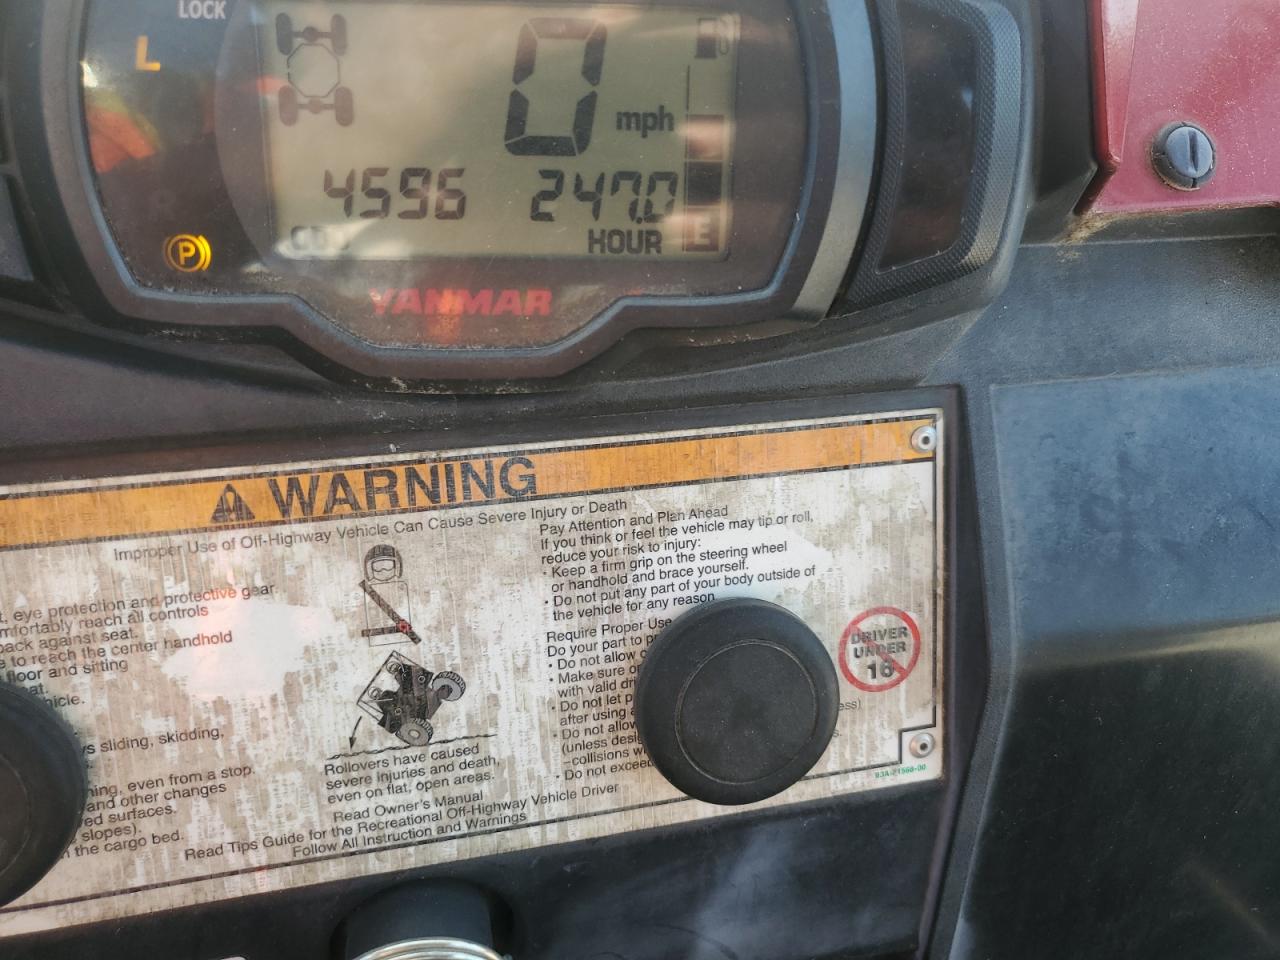 LOCK
L
0 mph
4596 247.0
ODO HOUR E
P
YANMAR
WARNING
Improper Use of Off-Highway Vehicle Can Cause Severe Injury or Death
eye protection and protective gear
reach all controls
back against seat.
to reach the center handhold
floor and sitting
sliding, skidding,
even from a stop.
and other changes
surfaces.
slopes).
the cargo bed.
Rollovers have caused
severe injuries and death,
even on flat, open areas.
Read Owner's Manual
Read Tips Guide for the Recreational Off-Highway Vehicle Driver
Follow All Instruction and Warnings
Pay Attention and Plan Ahead
If you think or feel the vehicle may tip or roll,
reduce your risk to injury:
• Keep a firm grip on the steering wheel
or handhold and brace yourself.
• Do not put any part of your body outside of
the vehicle for any reason
Require Proper Use
Do your part to
• Do not allow
• Make sure
with valid
• Do not let
after using
• Do not allow
(unless
collisions
• Do not exceed
DRIVER
UNDER
16